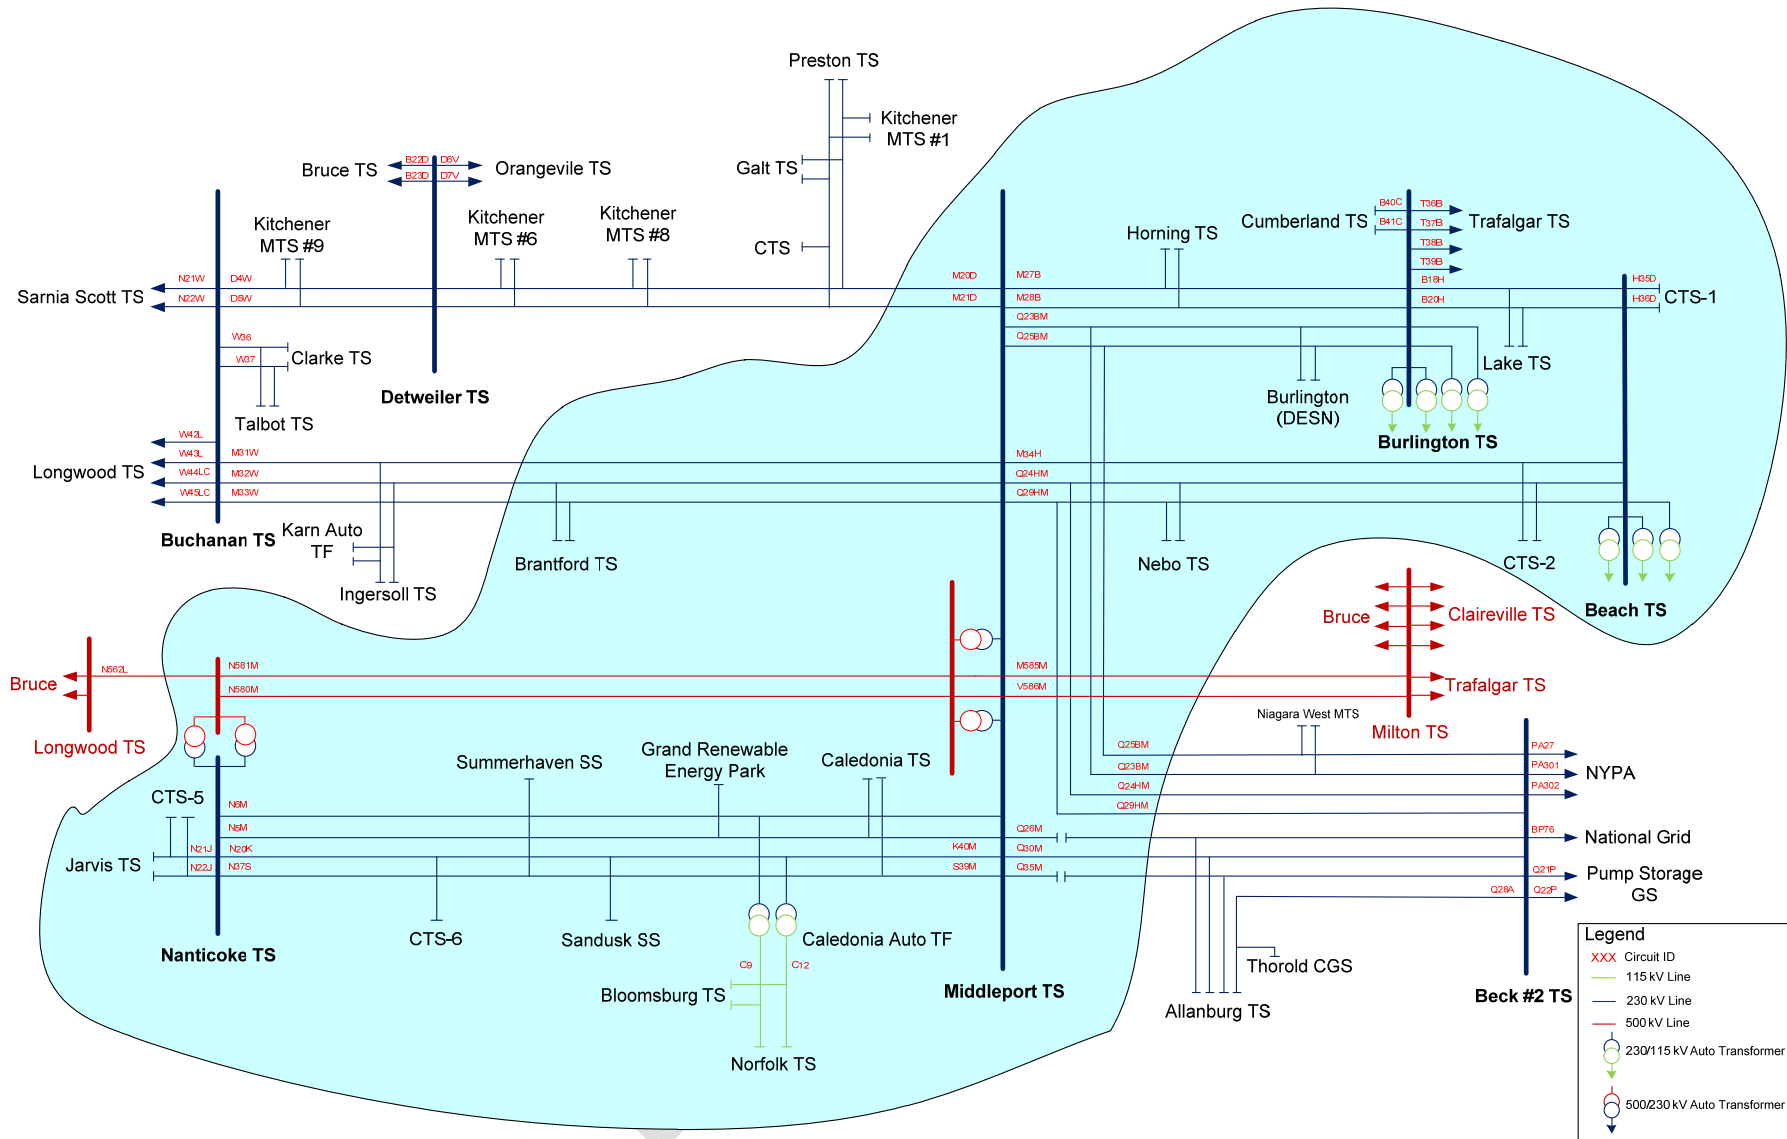 Preston TS
Kitchener
MTS #1
Galt TS
CTS
Bruce TS
B22D
D6V
B23D
D7V
Orangevile TS
Kitchener
MTS #9
Kitchener
MTS #6
Kitchener
MTS #8
Sarnia Scott TS
N21W
D4W
N22W
D5W
M20D
M27B
M21D
M28B
Q23BM
Q25BM
Horning TS
Cumberland TS
B40C
T36B
B41C
T37B
T38B
T39B
Trafalgar TS
B18H
B20H
H35D
H36D
CTS-1
Lake TS
W36
W37
Clarke TS
Talbot TS
Detweiler TS
Burlington
(DESN)
Burlington TS
Longwood TS
W42L
W43L
M31W
W44LC
M32W
W45LC
M33W
M34H
Q24HM
Q29HM
Buchanan TS
Karn Auto
TF
Ingersoll TS
Brantford TS
Nebo TS
CTS-2
Beach TS
Bruce
Claireville TS
Trafalgar TS
Milton TS
Bruce
N562L
Longwood TS
N581M
N580M
M585M
V586M
Niagara West MTS
Summerhaven SS
Grand Renewable
Energy Park
Caledonia TS
Q25BM
Q23BM
Q24HM
Q29HM
PA27
PA301
PA302
NYPA
CTS-5
N6M
N5M
Q26M
BP76
National Grid
Jarvis TS
N21J
N20K
N22J
N37S
K40M
Q30M
S39M
Q35M
Q21P
Q28A
Q22P
Pump Storage
GS
Nanticoke TS
CTS-6
Sandusk SS
Caledonia Auto TF
C9
C12
Bloomsburg TS
Norfolk TS
Middleport TS
Thorold CGS
Allanburg TS
Beck #2 TS
Legend
XXX Circuit ID
115 kV Line
230 kV Line
500 kV Line
230/115 kV Auto Transformer
500/230 kV Auto Transformer